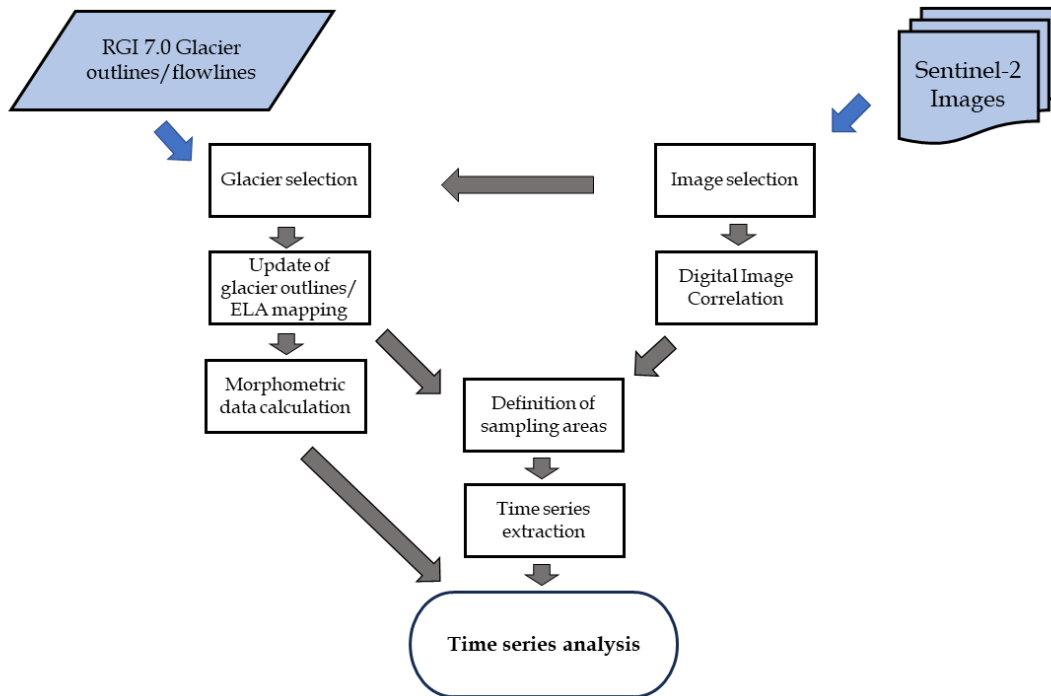 RGI 7.0 Glacier
outlines/flowlines
Sentinel-2
Images
Glacier selection
Image selection
Update of
glacier outlines/
ELA mapping
Digital Image
Correlation
Morphometric
data calculation
Definition of
sampling areas
Time series
extraction
Time series analysis